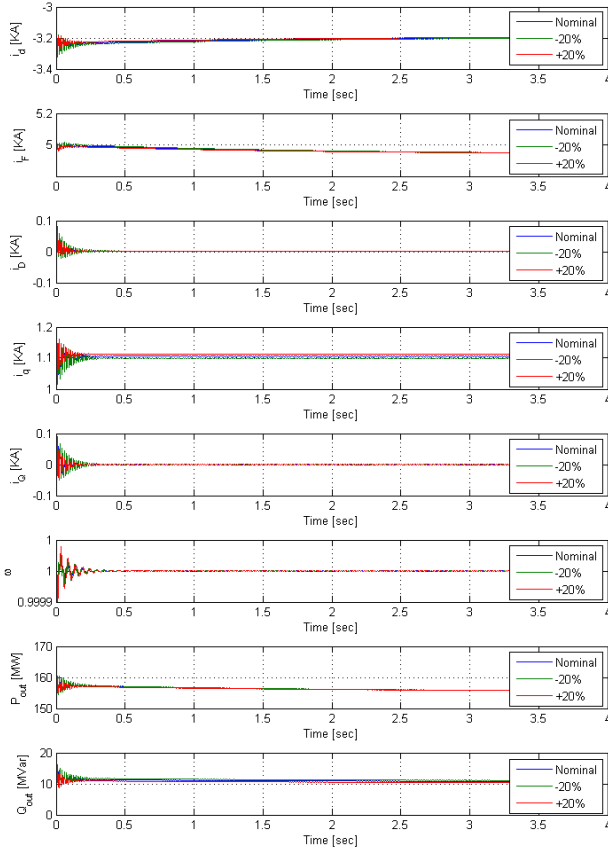 -3
-3.2
-3.4
i_d [KA]
0 0.5 1 1.5 2 2.5 3 3.5 4
Time [sec]
Nominal
-20%
+20%
5.2
5
i_F [KA]
0 0.5 1 1.5 2 2.5 3 3.5 4
Time [sec]
Nominal
-20%
+20%
0.1
0
-0.1
i_D [KA]
0 0.5 1 1.5 2 2.5 3 3.5 4
Time [sec]
Nominal
-20%
+20%
1.2
1.1
1
i_q [KA]
0 0.5 1 1.5 2 2.5 3 3.5 4
Time [sec]
Nominal
-20%
+20%
0.1
0
-0.1
i_Q [KA]
0 0.5 1 1.5 2 2.5 3 3.5 4
Time [sec]
Nominal
-20%
+20%
1
1
0.9999
ω
0 0.5 1 1.5 2 2.5 3 3.5 4
Time [sec]
Nominal
-20%
+20%
170
160
150
P_out [MW]
0 0.5 1 1.5 2 2.5 3 3.5 4
Time [sec]
Nominal
-20%
+20%
20
10
0
Q_out [MVar]
0 0.5 1 1.5 2 2.5 3 3.5 4
Time [sec]
Nominal
-20%
+20%